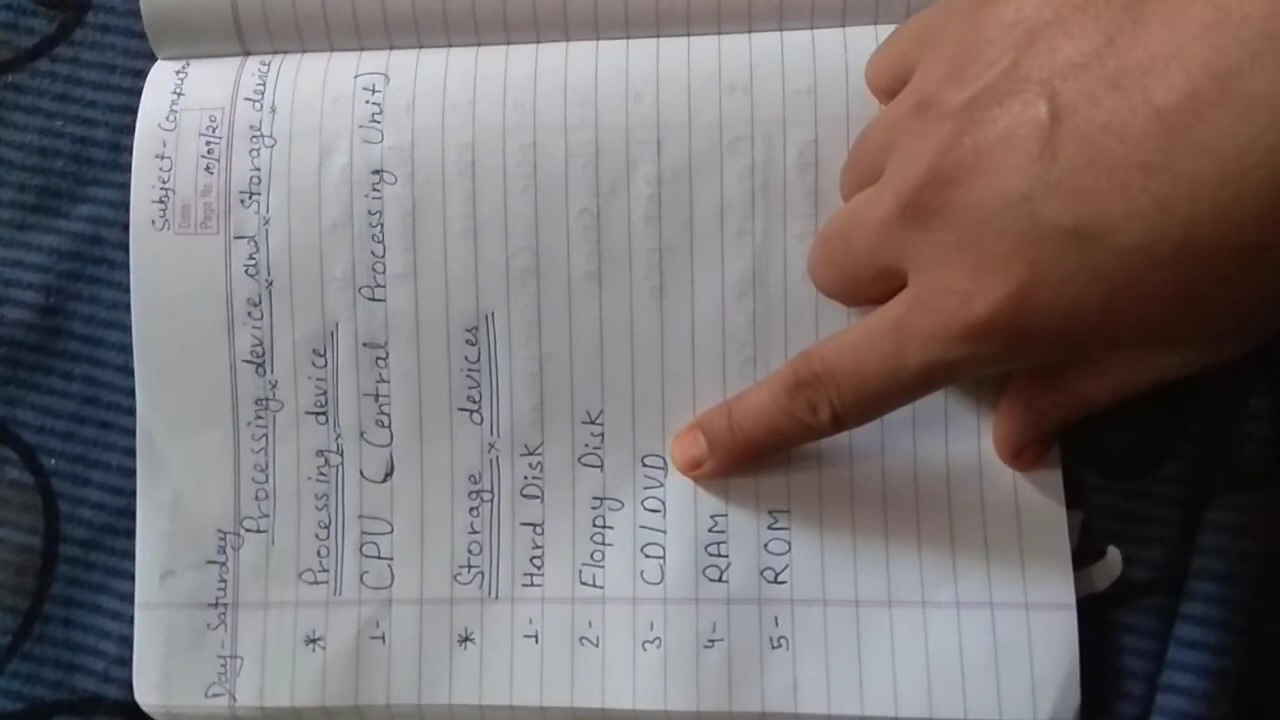 Subject - Computer
Date:
Page No. 10/09/20
Day - Saturday
Processing device and Storage device
* Processing device
1- CPU (Central Processing Unit)
* Storage devices
1- Hard Disk
2- Floppy Disk
3- CD/DVD
4- RAM
5- ROM